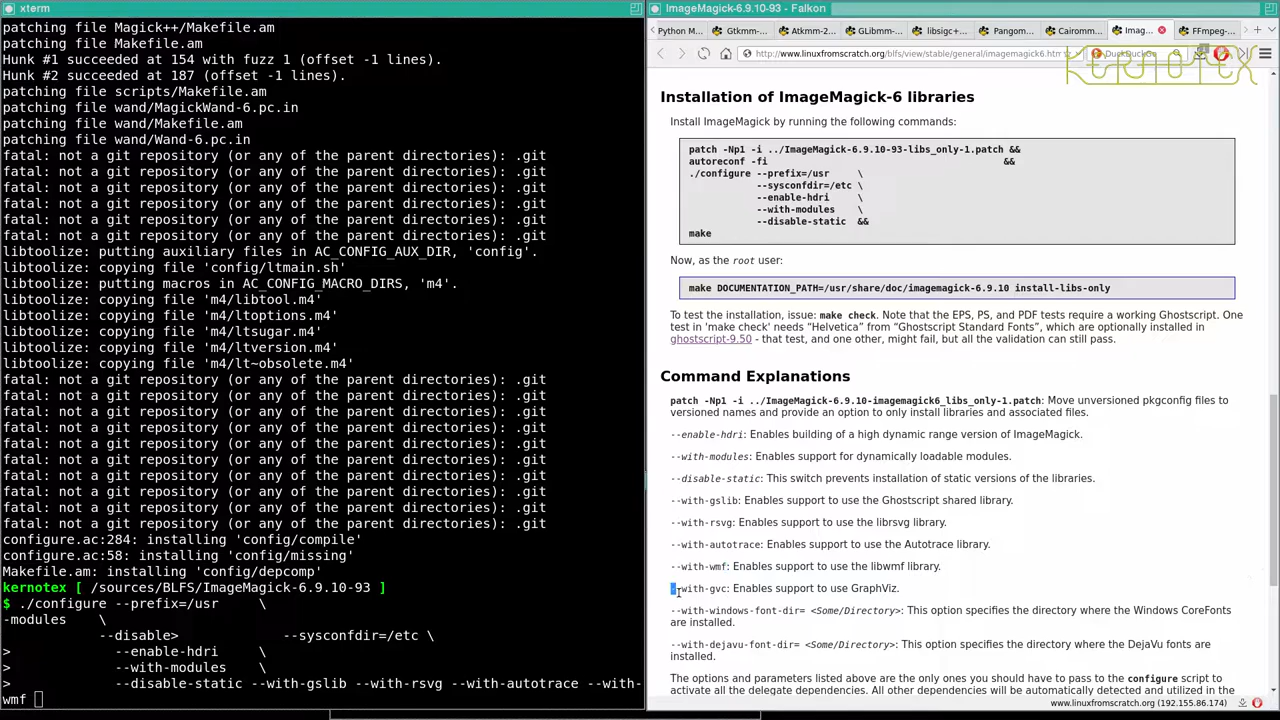 xterm
patching file Magick++/Makefile.am
patching file Makefile.am
Hunk #1 succeeded at 154 with fuzz 1 (offset -1 lines).
Hunk #2 succeeded at 187 (offset -1 lines).
patching file scripts/Makefile.am
patching file wand/MagickWand-6.pc.in
patching file wand/Makefile.am
patching file wand/Wand-6.pc.in
fatal: not a git repository (or any of the parent directories): .git
fatal: not a git repository (or any of the parent directories): .git
fatal: not a git repository (or any of the parent directories): .git
fatal: not a git repository (or any of the parent directories): .git
fatal: not a git repository (or any of the parent directories): .git
fatal: not a git repository (or any of the parent directories): .git
libtoolize: putting auxiliary files in AC_CONFIG_AUX_DIR, 'config'.
libtoolize: copying file 'config/ltmain.sh'
libtoolize: putting macros in AC_CONFIG_MACRO_DIRS, 'm4'.
libtoolize: copying file 'm4/libtool.m4'
libtoolize: copying file 'm4/ltoptions.m4'
libtoolize: copying file 'm4/ltsugar.m4'
libtoolize: copying file 'm4/ltversion.m4'
libtoolize: copying file 'm4/lt~obsolete.m4'
fatal: not a git repository (or any of the parent directories): .git
fatal: not a git repository (or any of the parent directories): .git
fatal: not a git repository (or any of the parent directories): .git
fatal: not a git repository (or any of the parent directories): .git
fatal: not a git repository (or any of the parent directories): .git
fatal: not a git repository (or any of the parent directories): .git
fatal: not a git repository (or any of the parent directories): .git
fatal: not a git repository (or any of the parent directories): .git
fatal: not a git repository (or any of the parent directories): .git
fatal: not a git repository (or any of the parent directories): .git
configure.ac:284: installing 'config/compile'
configure.ac:58: installing 'config/missing'
Makefile.am: installing 'config/depcomp'
kernotex [ /sources/BLFS/ImageMagick-6.9.10-93 ]
$ ./configure --prefix=/usr \
-modules \
--disable> --sysconfdir=/etc \
> --enable-hdri \
> --with-modules \
> --disable-static --with-gslib --with-rsvg --with-autotrace --with-
wmf
ImageMagick-6.9.10-93 - Falkon
Python M... Gtkmm-... Atkmm-2... GLibmm-... libsigc+... Pangom... Cairomm... Imag... FFmpeg-...
http://www.linuxfromscratch.org/blfs/view/stable/general/imagemagick6.htm DuckDuckGo
KERNOTEX
Installation of ImageMagick-6 libraries
Install ImageMagick by running the following commands:
patch -Np1 -i ../ImageMagick-6.9.10-93-libs_only-1.patch &&
autoreconf -fi &&
./configure --prefix=/usr \
--sysconfdir=/etc \
--enable-hdri \
--with-modules \
--disable-static &&
make
Now, as the root user:
make DOCUMENTATION_PATH=/usr/share/doc/imagemagick-6.9.10 install-libs-only
To test the installation, issue: make check. Note that the EPS, PS, and PDF tests require a working Ghostscript. One
test in 'make check' needs “Helvetica” from “Ghostscript Standard Fonts”, which are optionally installed in
ghostscript-9.50 - that test, and one other, might fail, but all the validation can still pass.
Command Explanations
patch -Np1 -i ../ImageMagick-6.9.10-imagemagick6_libs_only-1.patch: Move unversioned pkgconfig files to
versioned names and provide an option to only install libraries and associated files.
--enable-hdri: Enables building of a high dynamic range version of ImageMagick.
--with-modules: Enables support for dynamically loadable modules.
--disable-static: This switch prevents installation of static versions of the libraries.
--with-gslib: Enables support to use the Ghostscript shared library.
--with-rsvg: Enables support to use the librsvg library.
--with-autotrace: Enables support to use the Autotrace library.
--with-wmf: Enables support to use the libwmf library.
--with-gvc: Enables support to use GraphViz.
--with-windows-font-dir= <Some/Directory>: This option specifies the directory where the Windows CoreFonts
are installed.
--with-dejavu-font-dir= <Some/Directory>: This option specifies the directory where the DejaVu fonts are
installed.
The options and parameters listed above are the only ones you should have to pass to the configure script to
activate all the delegate dependencies. All other dependencies will be automatically detected and utilized in the
www.linuxfromscratch.org (192.155.86.174)